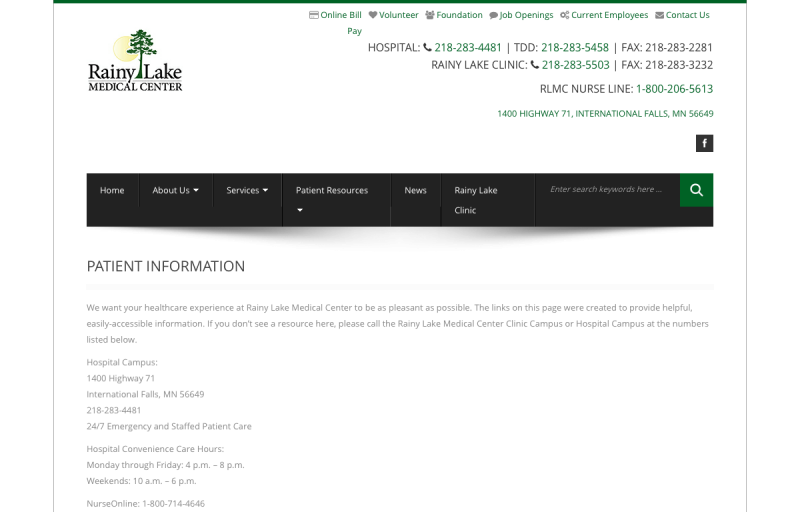 Online Bill Pay Volunteer Foundation Job Openings Current Employees Contact Us
Rainy Lake
MEDICAL CENTER
HOSPITAL: 218-283-4481 | TDD: 218-283-5458 | FAX: 218-283-2281
RAINY LAKE CLINIC: 218-283-5503 | FAX: 218-283-3232
RLMC NURSE LINE: 1-800-206-5613
1400 HIGHWAY 71, INTERNATIONAL FALLS, MN 56649
f
Home About Us Services Patient Resources News Rainy Lake Clinic Enter search keywords here ...
PATIENT INFORMATION
We want your healthcare experience at Rainy Lake Medical Center to be as pleasant as possible. The links on this page were created to provide helpful,
easily-accessible information. If you don't see a resource here, please call the Rainy Lake Medical Center Clinic Campus or Hospital Campus at the numbers
listed below.
Hospital Campus:
1400 Highway 71
International Falls, MN 56649
218-283-4481
24/7 Emergency and Staffed Patient Care
Hospital Convenience Care Hours:
Monday through Friday: 4 p.m. – 8 p.m.
Weekends: 10 a.m. – 6 p.m.
NurseOnline: 1-800-714-4646